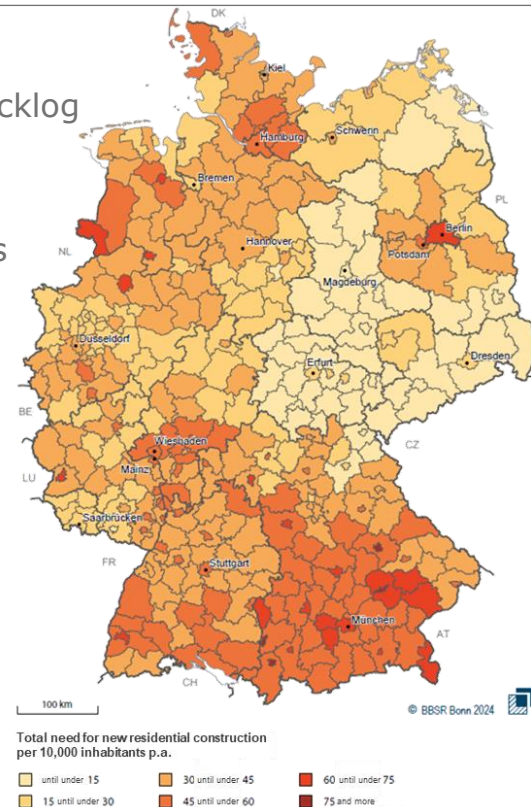 DK
cklog
Kiel
Schwerin
Hamburg
Bremen
PL
s
Berlin
NL
Hannover
Potsdam
Magdeburg
Düsseldorf
Erfurt
Dresden
BE
Wiesbaden
CZ
LU
Mainz
Saarbrücken
FR
Stuttgart
München
AT
CH
100 km
© BBSR Bonn 2024
Total need for new residential construction
per 10,000 inhabitants p.a.
until under 15
30 until under 45
60 until under 75
15 until under 30
45 until under 60
75 and more